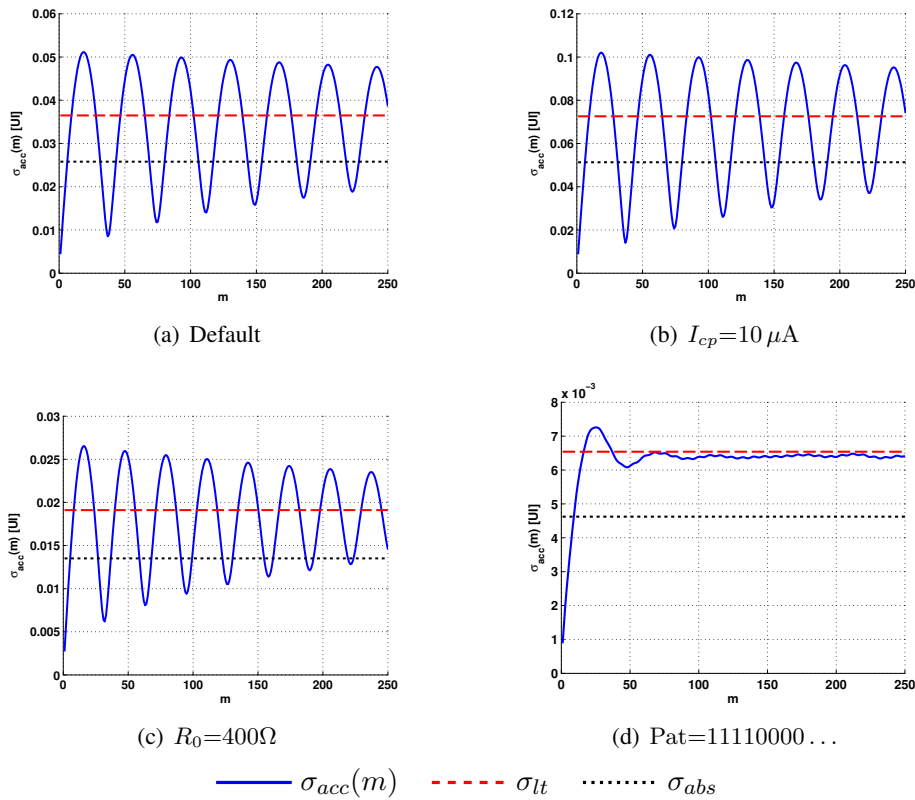 0.06
0.05
0.04
0.03
0.02
0.01
0
σacc(m) [UI]
0 50 100 150 200 250
m
(a) Default
0.12
0.1
0.08
0.06
0.04
0.02
0
σacc(m) [UI]
0 50 100 150 200 250
m
(b) Icp=10 μA
0.03
0.025
0.02
0.015
0.01
0.005
0
σacc(m) [UI]
0 50 100 150 200 250
m
(c) R0=400Ω
x 10⁻³
8
7
6
5
4
3
2
1
0
σacc(m) [UI]
0 50 100 150 200 250
m
(d) Pat=11110000...
σacc(m) σlt σabs